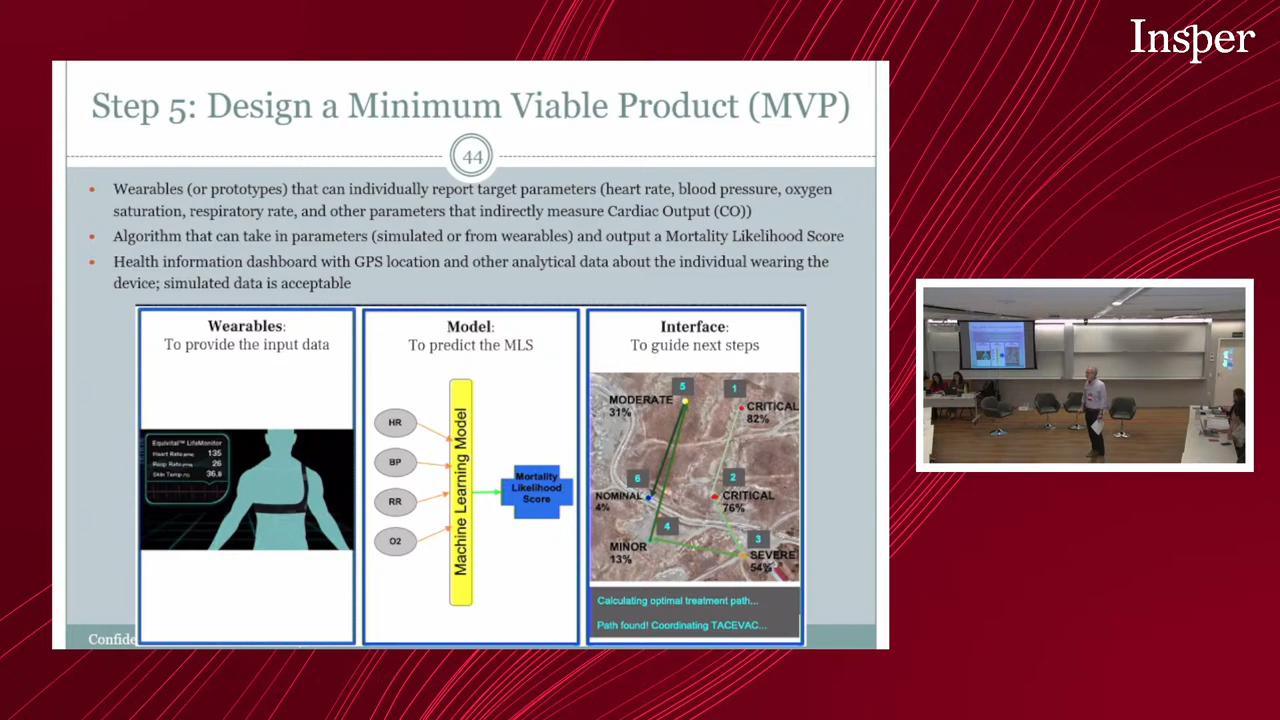 Insper
Step 5: Design a Minimum Viable Product (MVP)
44
• Wearables (or prototypes) that can individually report target parameters (heart rate, blood pressure, oxygen
saturation, respiratory rate, and other parameters that indirectly measure Cardiac Output (CO))
• Algorithm that can take in parameters (simulated or from wearables) and output a Mortality Likelihood Score
• Health information dashboard with GPS location and other analytical data about the individual wearing the
device; simulated data is acceptable
Wearables:
To provide the input data
Equivital™ LifeMonitor
Heart Rate 135
Resp Rate 26
Skin Temp 36.8
Model:
To predict the MLS
HR
BP
RR
O2
Machine Learning Model
Mortality
Likelihood
Score
Interface:
To guide next steps
5
MODERATE
31%
1
CRITICAL
82%
6
NOMINAL
4%
2
CRITICAL
76%
4
MINOR
13%
3
SEVERE
54%
Calculating optimal treatment path...
Path found! Coordinating TACEVAC...
Confide